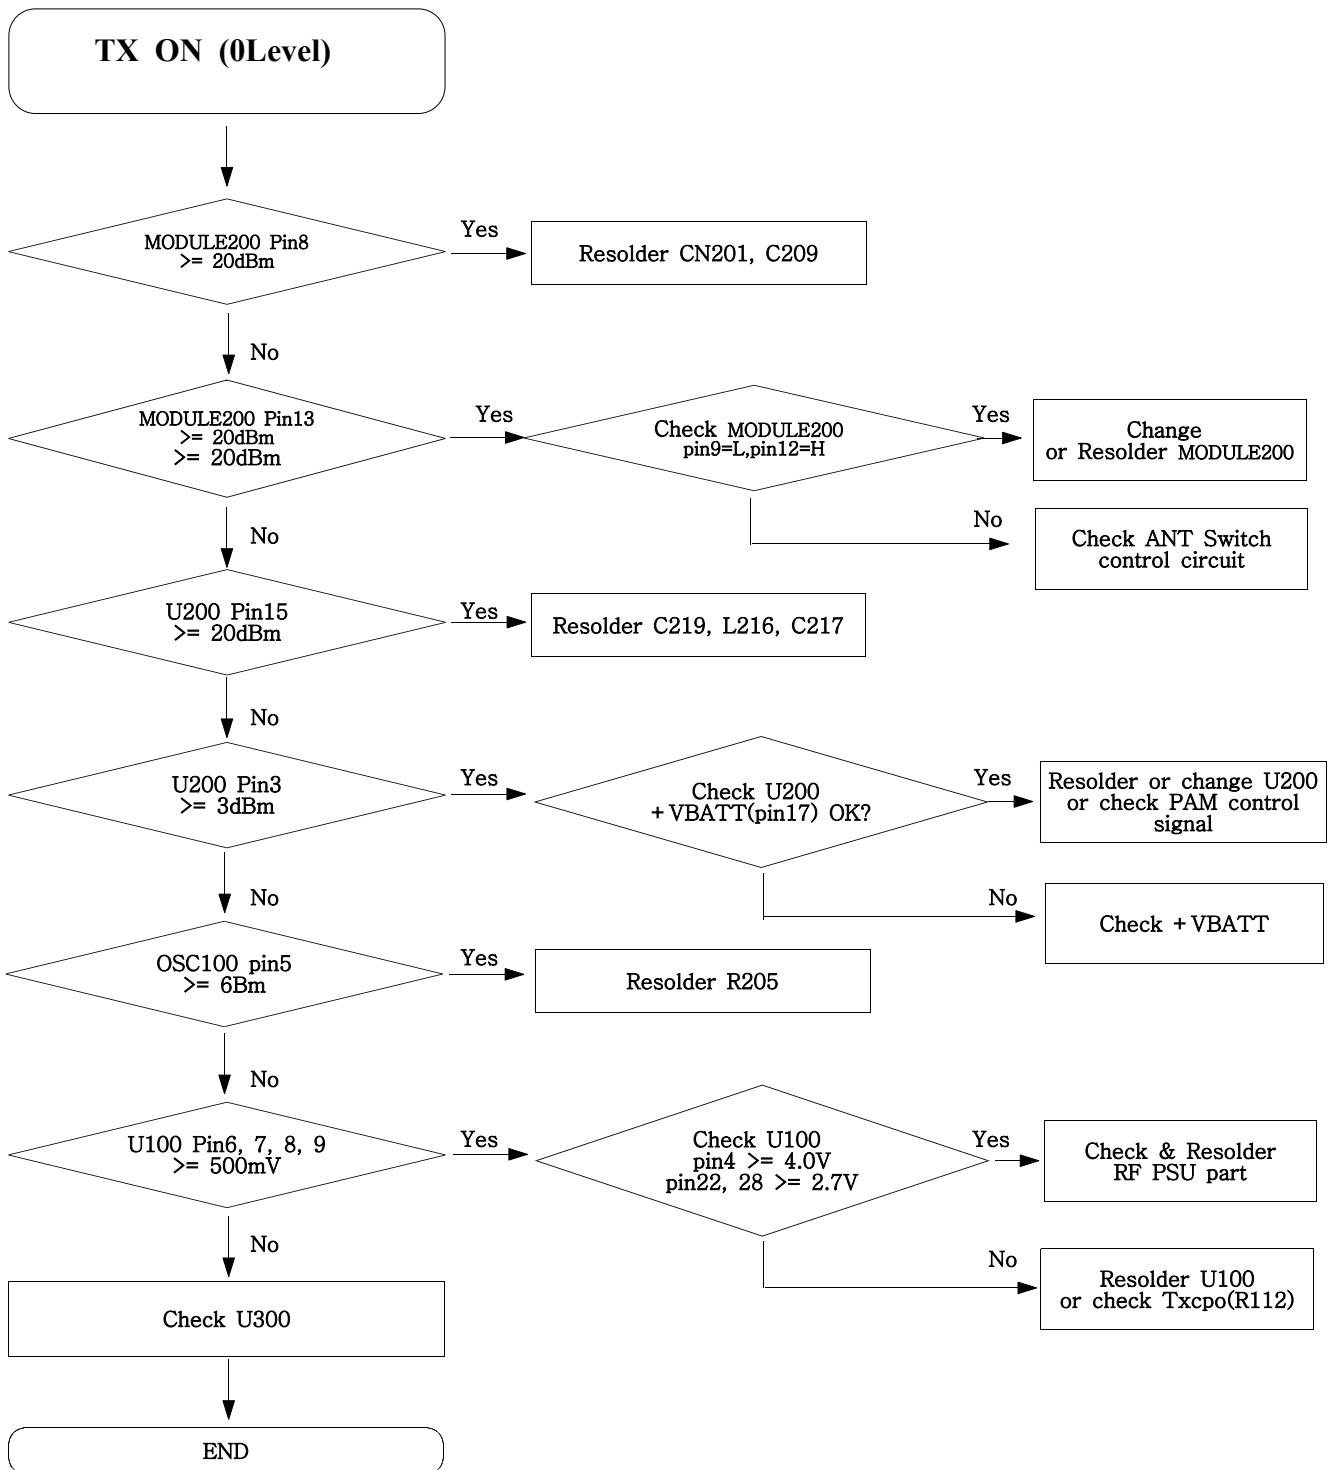 TX ON (0Level)
MODULE200 Pin8
>= 20dBm
Yes
Resolder CN201, C209
No
MODULE200 Pin13
>= 20dBm
>= 20dBm
Yes
Check MODULE200
pin9=L,pin12=H
Yes
Change
or Resolder MODULE200
No
Check ANT Switch
control circuit
No
U200 Pin15
>= 20dBm
Yes
Resolder C219, L216, C217
No
U200 Pin3
>= 3dBm
Yes
Check U200
+VBATT(pin17) OK?
Yes
Resolder or change U200
or check PAM control
signal
No
Check +VBATT
No
OSC100 pin5
>= 6Bm
Yes
Resolder R205
No
U100 Pin6, 7, 8, 9
>= 500mV
Yes
Check U100
pin4 >= 4.0V
pin22, 28 >= 2.7V
Yes
Check & Resolder
RF PSU part
No
Resolder U100
or check Txcpo(R112)
No
Check U300
END